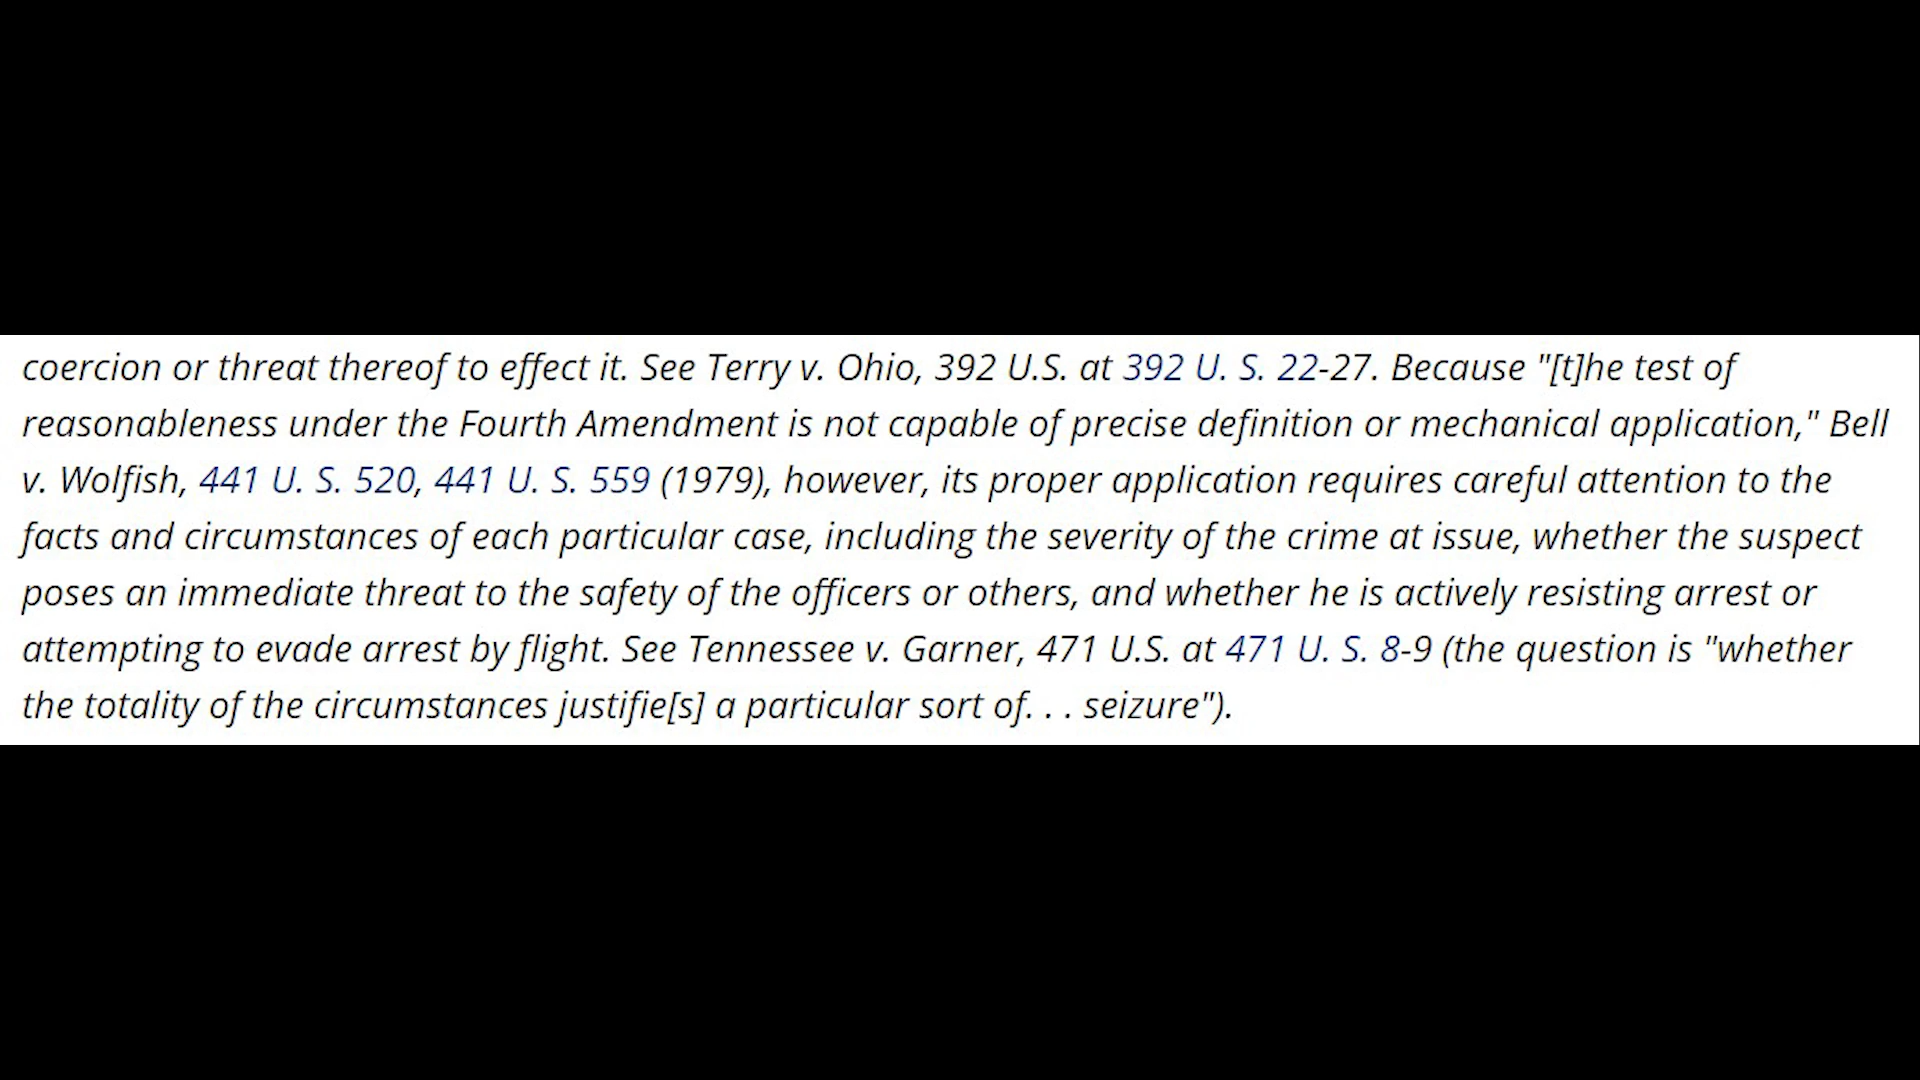 coercion or threat thereof to effect it. See Terry v. Ohio, 392 U.S. at 392 U. S. 22-27. Because "[t]he test of
reasonableness under the Fourth Amendment is not capable of precise definition or mechanical application," Bell
v. Wolfish, 441 U. S. 520, 441 U. S. 559 (1979), however, its proper application requires careful attention to the
facts and circumstances of each particular case, including the severity of the crime at issue, whether the suspect
poses an immediate threat to the safety of the officers or others, and whether he is actively resisting arrest or
attempting to evade arrest by flight. See Tennessee v. Garner, 471 U.S. at 471 U. S. 8-9 (the question is "whether
the totality of the circumstances justifie[s] a particular sort of. . . seizure").